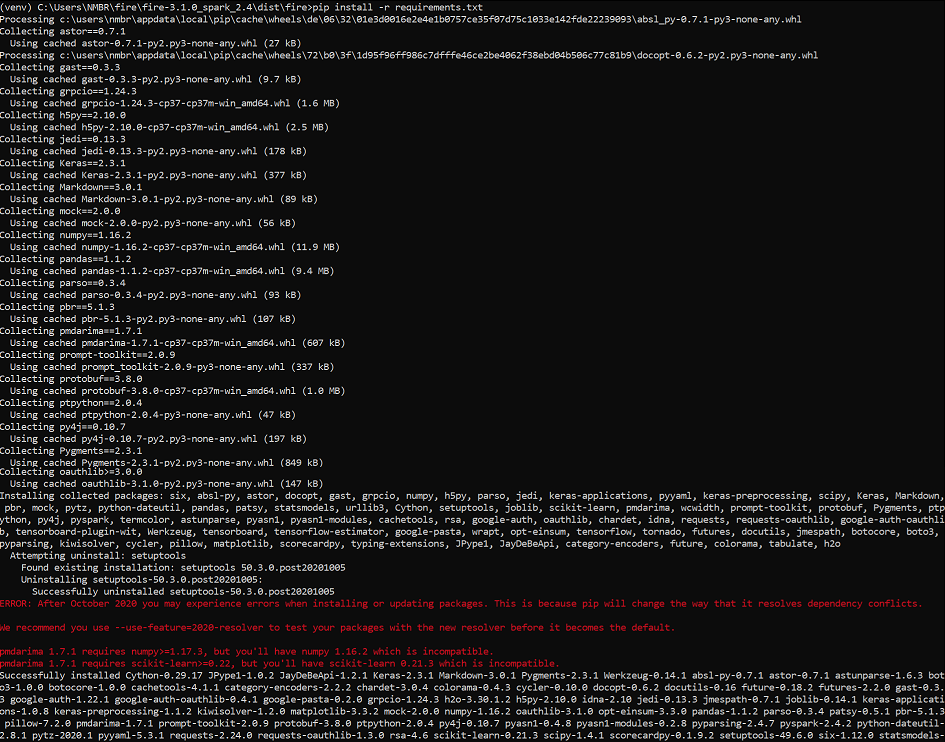 (venv) C:\Users\NMBR\fire\fire-3.1.0_spark_2.4\dist\fire>pip install -r requirements.txt
Processing c:\users\nmbr\appdata\local\pip\cache\wheels\de\06\32\01e3d0016e2e4e1b0757ce35f07d75c1033e142fde22239093\absl_py-0.7.1-py3-none-any.whl
Collecting astor==0.7.1
  Using cached astor-0.7.1-py2.py3-none-any.whl (27 kB)
Processing c:\users\nmbr\appdata\local\pip\cache\wheels\72\b0\3f\1d95f96ff986c7dfffe46ce2be4062f38ebd04b506c77c81b9\docopt-0.6.2-py2.py3-none-any.whl
Collecting gast==0.3.3
  Using cached gast-0.3.3-py2.py3-none-any.whl (9.7 kB)
Collecting grpcio==1.24.3
  Using cached grpcio-1.24.3-cp37-cp37m-win_amd64.whl (1.6 MB)
Collecting h5py==2.10.0
  Using cached h5py-2.10.0-cp37-cp37m-win_amd64.whl (2.5 MB)
Collecting jedi==0.13.3
  Using cached jedi-0.13.3-py2.py3-none-any.whl (178 kB)
Collecting Keras==2.3.1
  Using cached Keras-2.3.1-py2.py3-none-any.whl (377 kB)
Collecting Markdown==3.0.1
  Using cached Markdown-3.0.1-py2.py3-none-any.whl (89 kB)
Collecting mock==2.0.0
  Using cached mock-2.0.0-py2.py3-none-any.whl (56 kB)
Collecting numpy==1.16.2
  Using cached numpy-1.16.2-cp37-cp37m-win_amd64.whl (11.9 MB)
Collecting pandas==1.1.2
  Using cached pandas-1.1.2-cp37-cp37m-win_amd64.whl (9.4 MB)
Collecting parso==0.3.4
  Using cached parso-0.3.4-py2.py3-none-any.whl (93 kB)
Collecting pbr==5.1.3
  Using cached pbr-5.1.3-py2.py3-none-any.whl (107 kB)
Collecting pmdarima==1.7.1
  Using cached pmdarima-1.7.1-cp37-cp37m-win_amd64.whl (607 kB)
Collecting prompt-toolkit==2.0.9
  Using cached prompt_toolkit-2.0.9-py3-none-any.whl (337 kB)
Collecting protobuf==3.8.0
  Using cached protobuf-3.8.0-cp37-cp37m-win_amd64.whl (1.0 MB)
Collecting ptpython==2.0.4
  Using cached ptpython-2.0.4-py3-none-any.whl (47 kB)
Collecting py4j==0.10.7
  Using cached py4j-0.10.7-py2.py3-none-any.whl (197 kB)
Collecting Pygments==2.3.1
  Using cached Pygments-2.3.1-py2.py3-none-any.whl (849 kB)
Collecting oauthlib>=3.0.0
  Using cached oauthlib-3.1.0-py2.py3-none-any.whl (147 kB)
Installing collected packages: six, absl-py, astor, docopt, gast, grpcio, numpy, h5py, parso, jedi, keras-applications, pyyaml, keras-preprocessing, scipy, Keras, Markdown,
 pbr, mock, pytz, python-dateutil, pandas, patsy, statsmodels, urllib3, Cython, setuptools, joblib, scikit-learn, pmdarima, wcwidth, prompt-toolkit, protobuf, Pygments, ptp
ython, py4j, pyspark, termcolor, astunparse, pyasn1, pyasn1-modules, cachetools, rsa, google-auth, oauthlib, chardet, idna, requests, requests-oauthlib, google-auth-oauthli
b, tensorboard-plugin-wit, Werkzeug, tensorboard, tensorflow-estimator, google-pasta, wrapt, opt-einsum, tensorflow, tornado, futures, docutils, jmespath, botocore, boto3,
pyparsing, kiwisolver, cycler, pillow, matplotlib, scorecardpy, typing-extensions, JPype1, JayDeBeApi, category-encoders, future, colorama, tabulate, h2o
  Attempting uninstall: setuptools
    Found existing installation: setuptools 50.3.0.post20201005
    Uninstalling setuptools-50.3.0.post20201005:
      Successfully uninstalled setuptools-50.3.0.post20201005
ERROR: After October 2020 you may experience errors when installing or updating packages. This is because pip will change the way that it resolves dependency conflicts.
We recommend you use --use-feature=2020-resolver to test your packages with the new resolver before it becomes the default.
pmdarima 1.7.1 requires numpy>=1.17.3, but you'll have numpy 1.16.2 which is incompatible.
pmdarima 1.7.1 requires scikit-learn>=0.22, but you'll have scikit-learn 0.21.3 which is incompatible.
Successfully installed Cython-0.29.17 JPype1-1.0.2 JayDeBeApi-1.2.1 Keras-2.3.1 Markdown-3.0.1 Pygments-2.3.1 Werkzeug-0.14.1 absl-py-0.7.1 astor-0.7.1 astunparse-1.6.3 bot
o3-1.0.0 botocore-1.0.0 cachetools-4.1.1 category-encoders-2.2.2 chardet-3.0.4 colorama-0.4.3 cycler-0.10.0 docopt-0.6.2 docutils-0.16 future-0.18.2 futures-2.2.0 gast-0.3.
3 google-auth-1.22.1 google-auth-oauthlib-0.4.1 google-pasta-0.2.0 grpcio-1.24.3 h2o-3.30.1.2 h5py-2.10.0 idna-2.10 jedi-0.13.3 jmespath-0.7.1 joblib-0.14.1 keras-applicati
ons-1.0.8 keras-preprocessing-1.1.2 kiwisolver-1.2.0 matplotlib-3.3.2 mock-2.0.0 numpy-1.16.2 oauthlib-3.1.0 opt-einsum-3.3.0 pandas-1.1.2 parso-0.3.4 patsy-0.5.1 pbr-5.1.3
 pillow-7.2.0 pmdarima-1.7.1 prompt-toolkit-2.0.9 protobuf-3.8.0 ptpython-2.0.4 py4j-0.10.7 pyasn1-0.4.8 pyasn1-modules-0.2.8 pyparsing-2.4.7 pyspark-2.4.2 python-dateutil-
2.8.1 pytz-2020.1 pyyaml-5.3.1 requests-2.24.0 requests-oauthlib-1.3.0 rsa-4.6 scikit-learn-0.21.3 scipy-1.4.1 scorecardpy-0.1.9.2 setuptools-49.6.0 six-1.12.0 statsmodels-